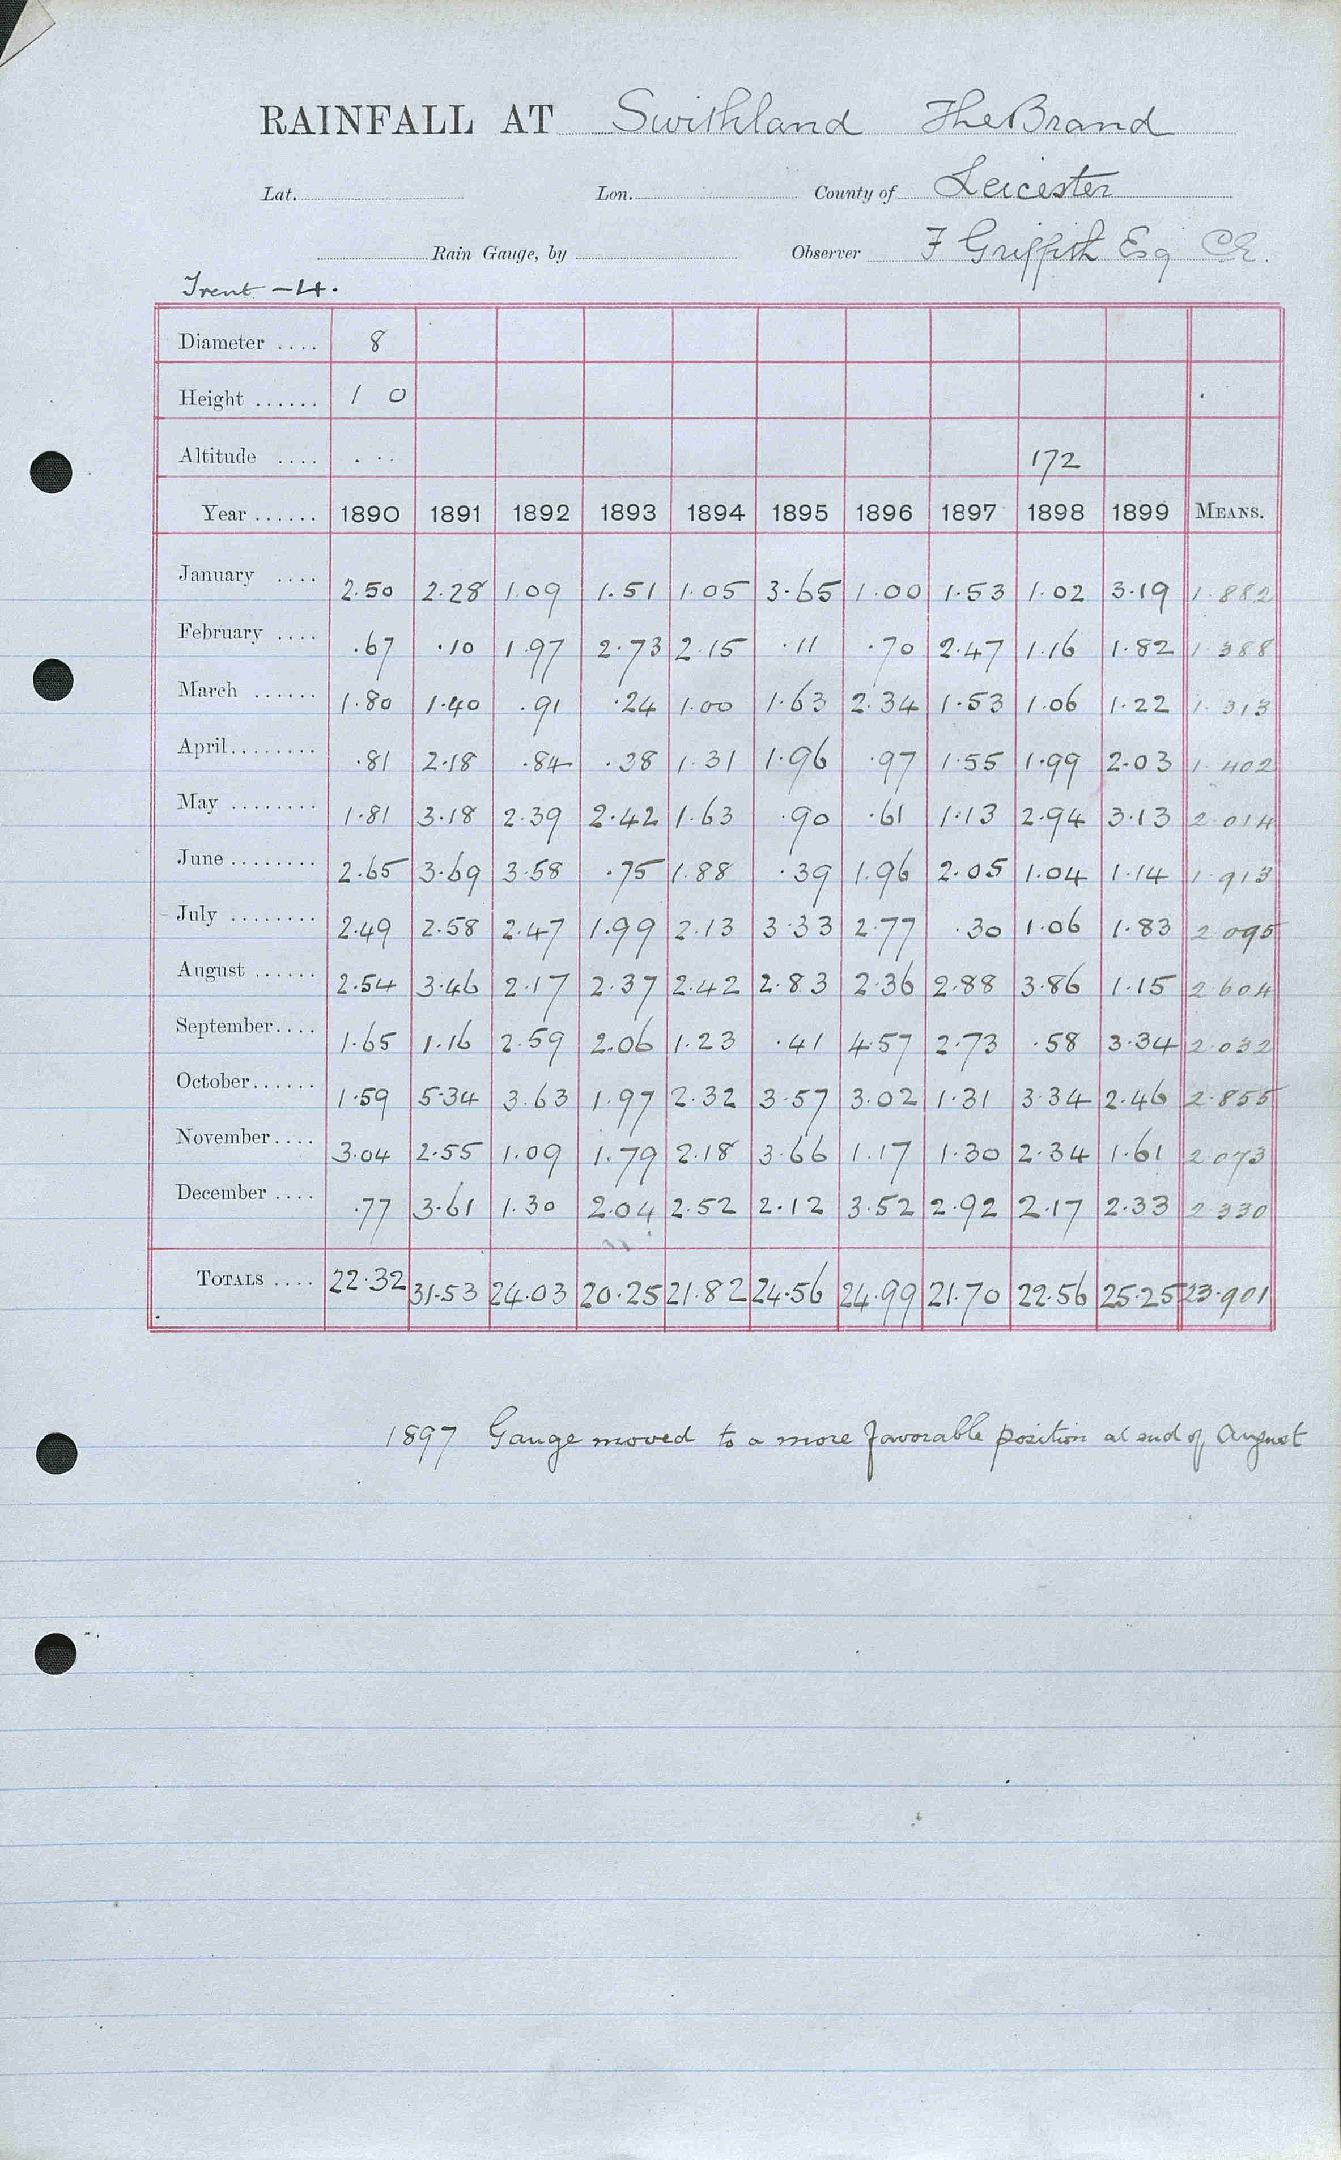 RAINFALL AT Swithland The Brand
Lat. Lon. County of Leicester
Rain Gauge, by Observer F Griffith Esq CE.
Trent - 4.
Diameter .... 8
Height ...... 1 0
Altitude .... . .. 172
Year ...... 1890 1891 1892 1893 1894 1895 1896 1897 1898 1899 MEANS.
January .... 2.50 2.28 1.09 1.51 1.05 3.65 1.00 1.53 1.02 3.19 1.882
February .... .67 .10 1.97 2.73 2.15 .11 .70 2.47 1.16 1.82 1.388
March ...... 1.80 1.40 .91 .24 1.00 1.63 2.34 1.53 1.06 1.22 1.313
April........ .81 2.18 .84 .38 1.31 1.96 .97 1.55 1.99 2.03 1.402
May ........ 1.81 3.18 2.39 2.42 1.63 .90 .61 1.13 2.94 3.13 2.014
June ........ 2.65 3.69 3.58 .75 1.88 .39 1.96 2.05 1.04 1.14 1.913
July ........ 2.49 2.58 2.47 1.99 2.13 3.33 2.77 .30 1.06 1.83 2.095
August ...... 2.54 3.46 2.17 2.37 2.42 2.83 2.36 2.88 3.86 1.15 2.604
September.... 1.65 1.16 2.59 2.06 1.23 .41 4.57 2.73 .58 3.34 2.032
October...... 1.59 5.34 3.63 1.97 2.32 3.57 3.02 1.31 3.34 2.46 2.855
November.... 3.04 2.55 1.09 1.79 2.18 3.66 1.17 1.30 2.34 1.61 2.073
December .... .77 3.61 1.30 2.04 2.52 2.12 3.52 2.92 2.17 2.33 2.330
TOTALS .... 22.32 31.53 24.03 20.25 21.82 24.56 24.99 21.70 22.56 25.25 23.901
1897 Gauge moved to a more favorable position at end of August